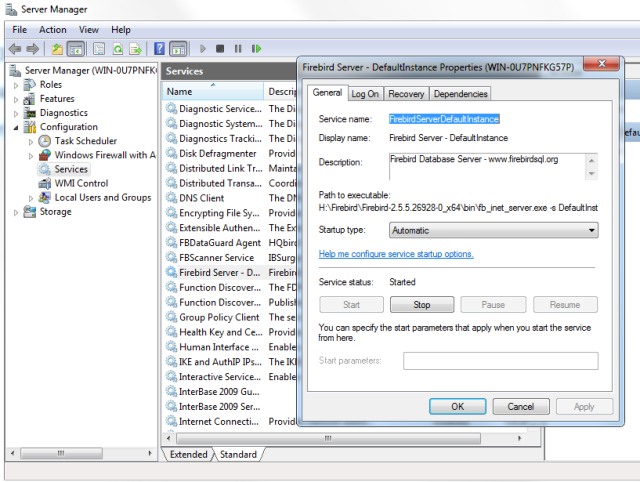 Server Manager
File Action View Help
Server Manager (WIN-0U7PNFK
Roles
Features
Diagnostics
Configuration
Task Scheduler
Windows Firewall with A
Services
WMI Control
Local Users and Groups
Storage
Services
Name Descri
Diagnostic Service... The Di
Diagnostic System... The Di
Diagnostics Tracki... The Di
Disk Defragmenter Provid
Distributed Link Tr... Mainta
Distributed Transa... Coordi
DNS Client The DN
Encrypting File Sy... Provid
Extensible Authen... The Ex
FBDataGuard Agent HQbird
FBScanner Service IBSurg
Firebird Server - D... Firebir
Function Discover... The FD
Function Discover... Publish
Group Policy Client The se
Health Key and Ce... Provid
Human Interface ... Enable
IKE and AuthIP IPs... The IKE
Interactive Service... Enable
InterBase 2009 Gu...
InterBase 2009 Ser...
Internet Connecti... Provid
Extended Standard
Firebird Server - DefaultInstance Properties (WIN-0U7PNFKG57P)
General Log On Recovery Dependencies
Service name: FirebirdServerDefaultInstance
Display name: Firebird Server - DefaultInstance
Description: Firebird Database Server - www.firebirdsql.org
Path to executable:
H:\Firebird\Firebird-2.5.5.26928-0_x64\bin\fb_inet_server.exe -s DefaultInst
Startup type: Automatic
Help me configure service startup options.
Service status: Started
Start Stop Pause Resume
You can specify the start parameters that apply when you start the service
from here.
Start parameters:
OK Cancel Apply